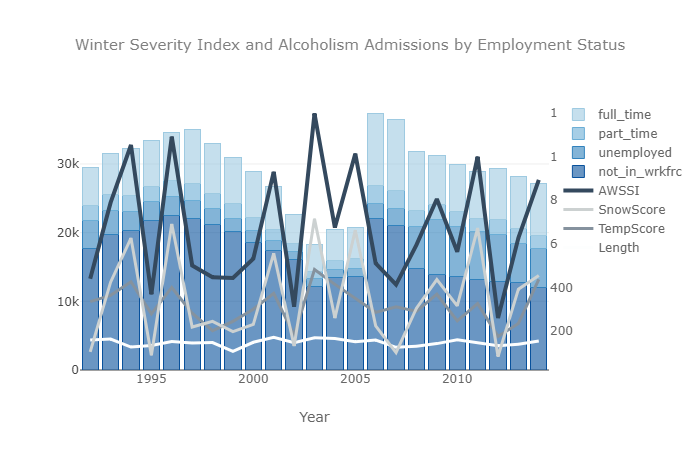 Winter Severity Index and Alcoholism Admissions by Employment Status
full_time
part_time
unemployed
not_in_wrkfrc
AWSSI
SnowScore
TempScore
Length
30k
20k
10k
0
1
1
8
6
400
200
1995
2000
2005
2010
Year